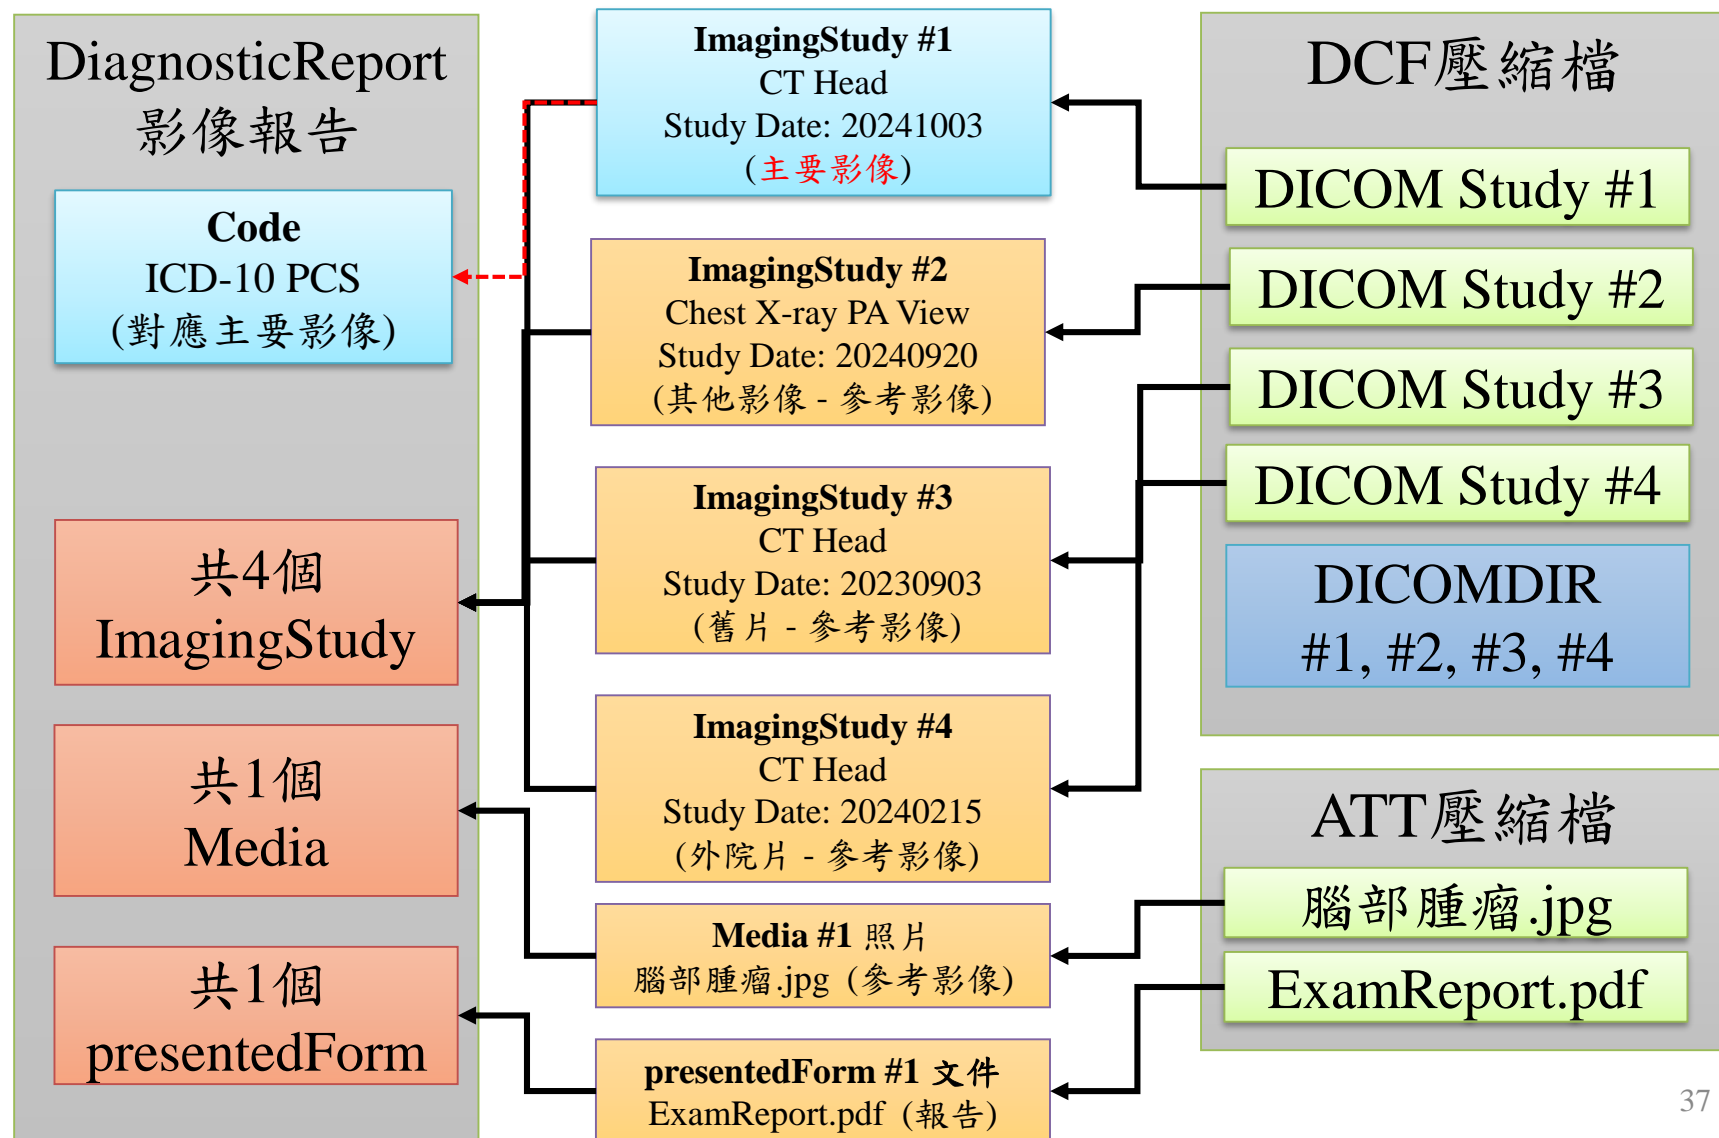 DiagnosticReport
影像報告
Code
ICD-10 PCS
(對應主要影像)
共4個
ImagingStudy
共1個
Media
共1個
presentedForm
ImagingStudy #1
CT Head
Study Date: 20241003
(主要影像)
ImagingStudy #2
Chest X-ray PA View
Study Date: 20240920
(其他影像 - 參考影像)
ImagingStudy #3
CT Head
Study Date: 20230903
(舊片 - 參考影像)
ImagingStudy #4
CT Head
Study Date: 20240215
(外院片 - 參考影像)
Media #1 照片
腦部腫瘤.jpg (參考影像)
presentedForm #1 文件
ExamReport.pdf (報告)
DCF壓縮檔
DICOM Study #1
DICOM Study #2
DICOM Study #3
DICOM Study #4
DICOMDIR
#1, #2, #3, #4
ATT壓縮檔
腦部腫瘤.jpg
ExamReport.pdf
37